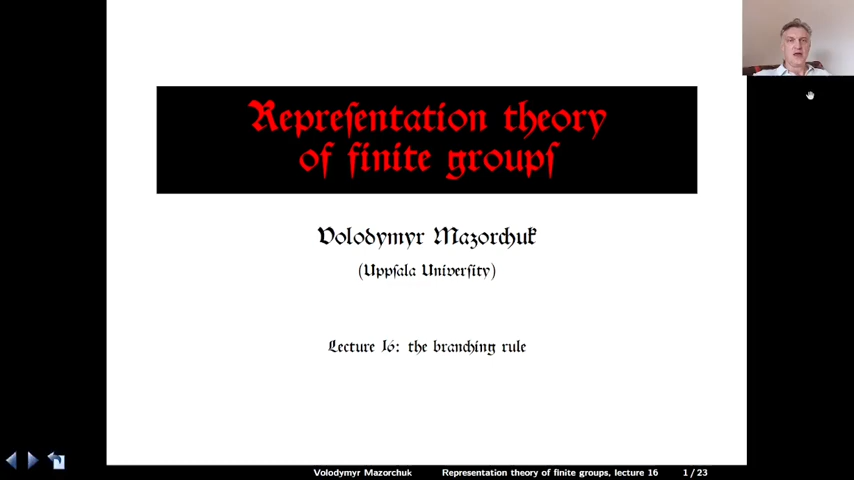 Representation theory
of finite groups
Volodymyr Mazorchuk
(Uppsala University)
Lecture 16: the branching rule
Volodymyr Mazorchuk Representation theory of finite groups, lecture 16 1 / 23